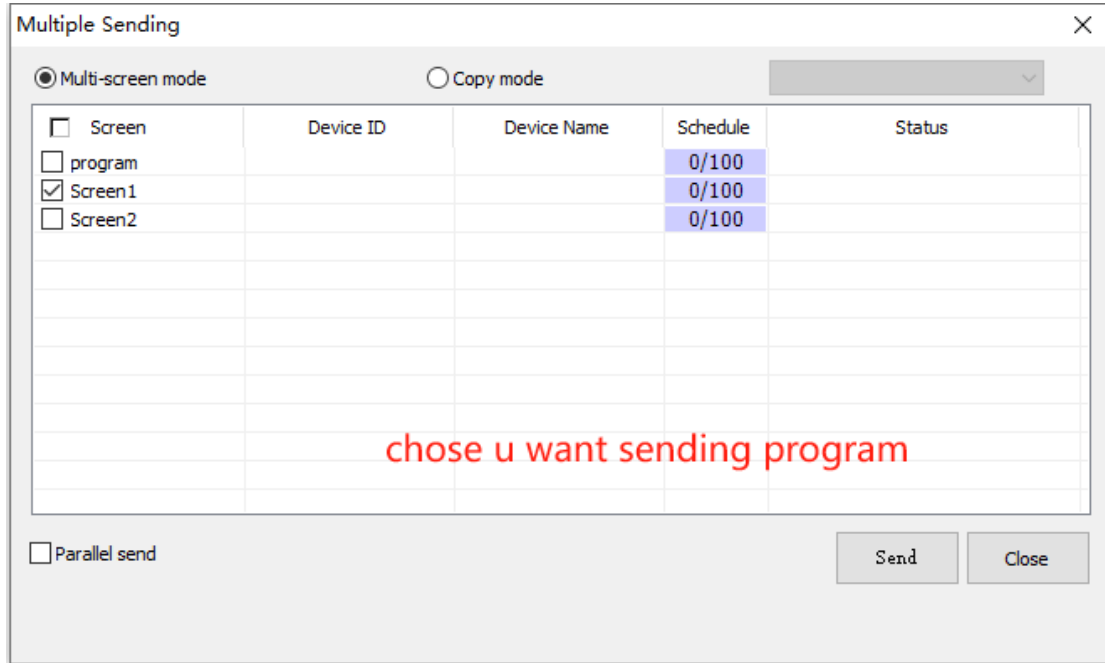 Multiple Sending
Multi-screen mode Copy mode
Screen Device ID Device Name Schedule Status
program 0/100
Screen1 0/100
Screen2 0/100
chose u want sending program
Parallel send Send Close